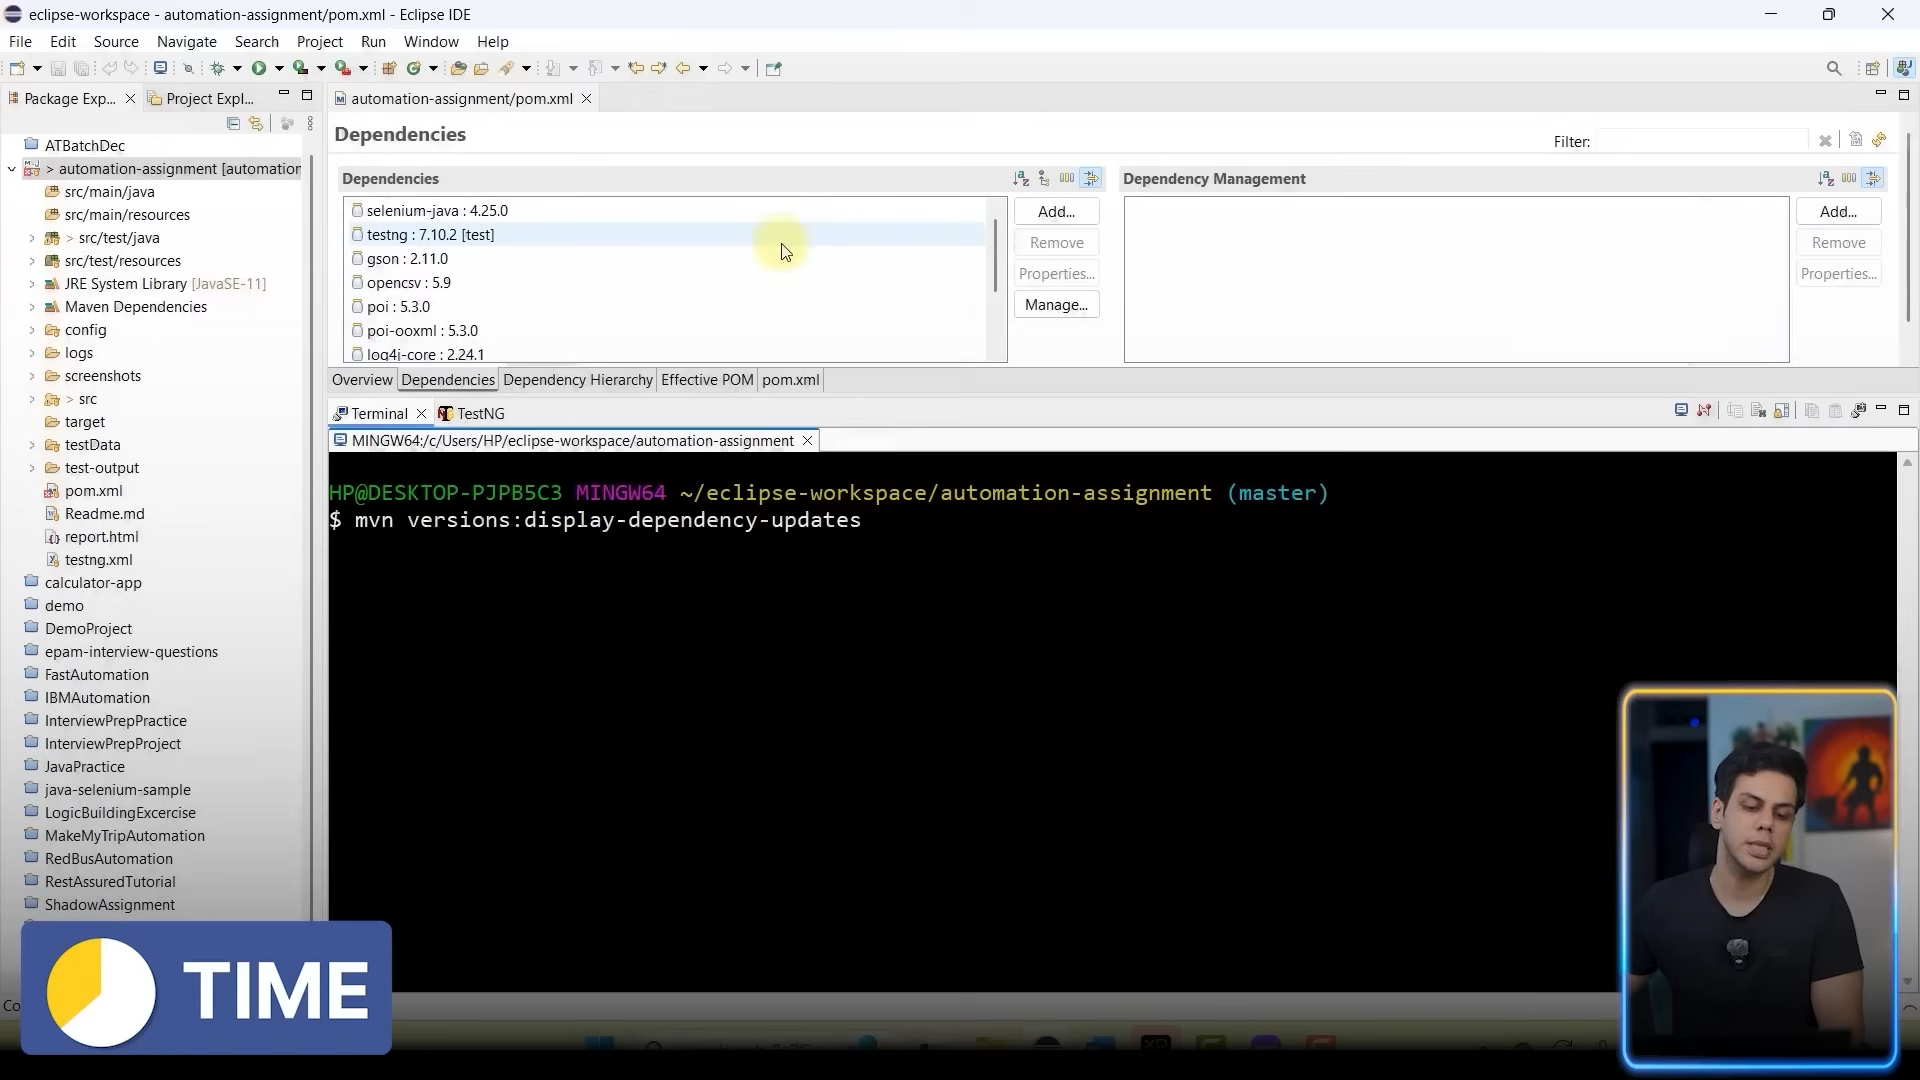 eclipse-workspace - automation-assignment/pom.xml - Eclipse IDE
File Edit Source Navigate Search Project Run Window Help
Package Exp... Project Expl...
automation-assignment/pom.xml
ATBatchDec
> automation-assignment [automation
src/main/java
src/main/resources
> src/test/java
src/test/resources
JRE System Library [JavaSE-11]
Maven Dependencies
config
logs
screenshots
> src
target
testData
test-output
pom.xml
Readme.md
report.html
testng.xml
calculator-app
demo
DemoProject
epam-interview-questions
FastAutomation
IBMAutomation
InterviewPrepPractice
InterviewPrepProject
JavaPractice
java-selenium-sample
LogicBuildingExcercise
MakeMyTripAutomation
RedBusAutomation
RestAssuredTutorial
ShadowAssignment
Dependencies
Filter:
Dependencies
selenium-java : 4.25.0
testng : 7.10.2 [test]
gson : 2.11.0
opencsv : 5.9
poi : 5.3.0
poi-ooxml : 5.3.0
log4j-core : 2.24.1
Add...
Remove
Properties...
Manage...
Dependency Management
Add...
Remove
Properties...
Dependencies
Overview Dependencies Dependency Hierarchy Effective POM pom.xml
Terminal TestNG
MINGW64:/c/Users/HP/eclipse-workspace/automation-assignment
HP@DESKTOP-PJPB5C3 MINGW64 ~/eclipse-workspace/automation-assignment (master)
$ mvn versions:display-dependency-updates
TIME